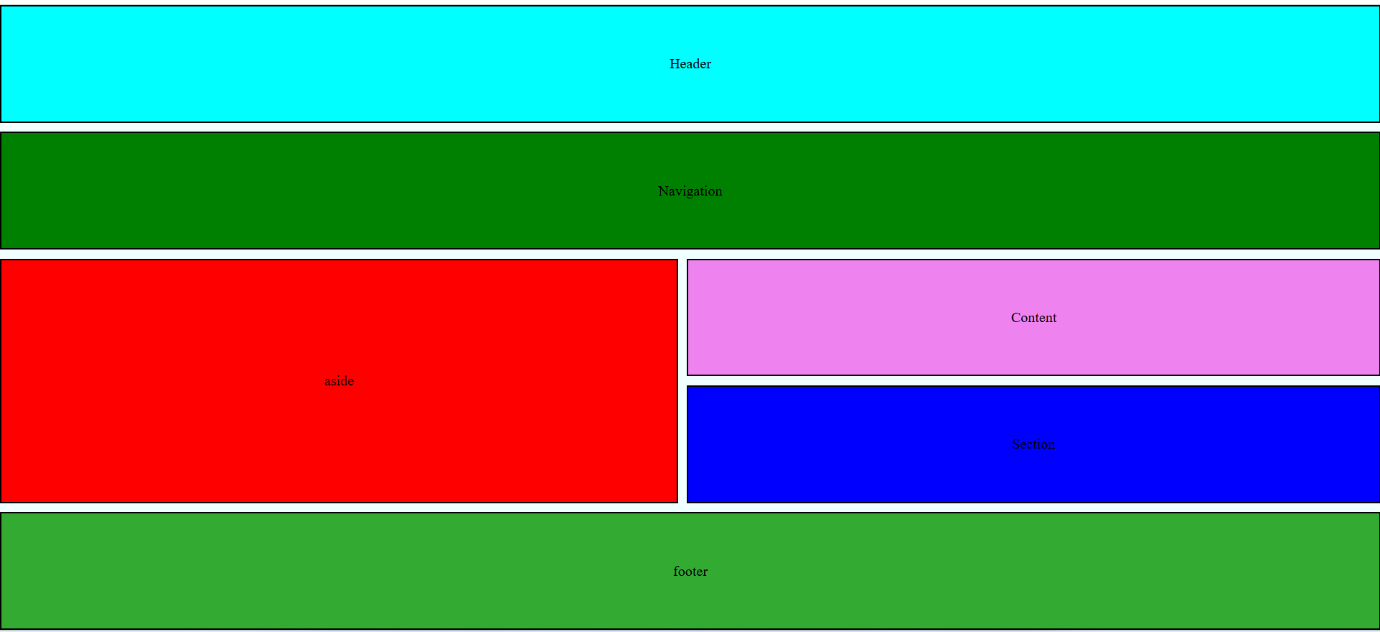 Header
Navigation
aside
Content
Section
footer